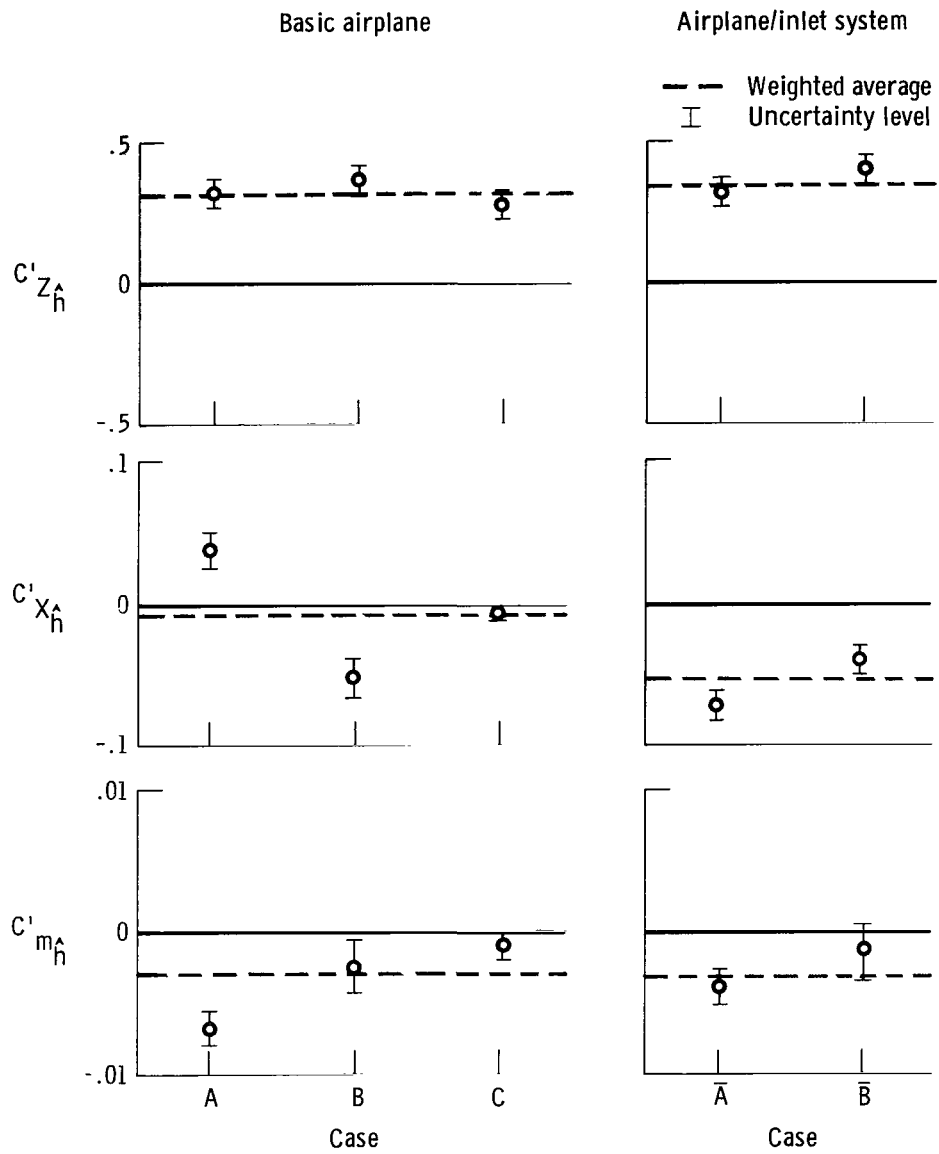 Basic airplane
Airplane/inlet system
Weighted average
Uncertainty level
.5
C'Zĥ
0
-.5
.1
C'Xĥ
0
-.1
.01
C'mĥ
0
-.01
A B C
Ā B̄
Case
Case